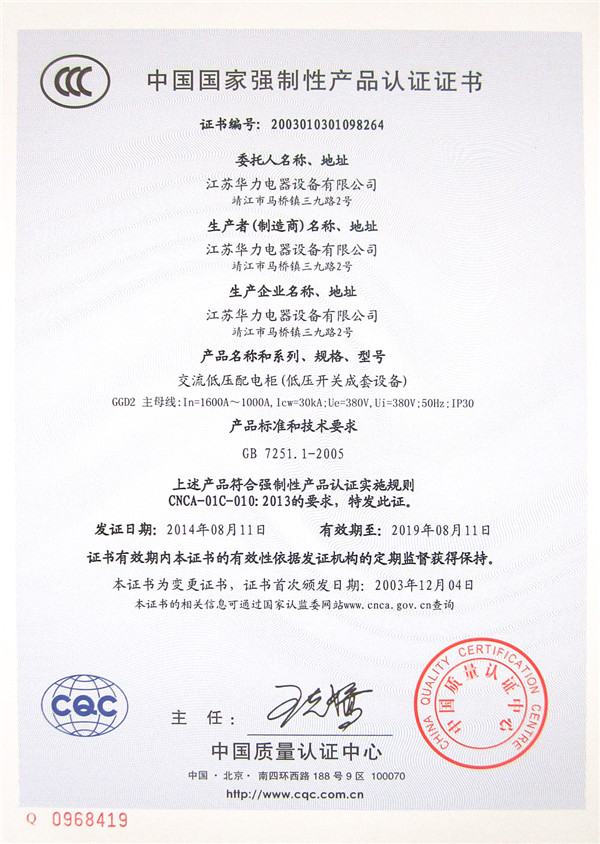 CCC
中国国家强制性产品认证证书
证书编号: 2003010301098264
委托人名称、地址
江苏华力电器设备有限公司
靖江市马桥镇三九路2号
生产者(制造商)名称、地址
江苏华力电器设备有限公司
靖江市马桥镇三九路2号
生产企业名称、地址
江苏华力电器设备有限公司
靖江市马桥镇三九路2号
产品名称和系列、规格、型号
交流低压配电柜(低压开关成套设备)
GGD2 主母线:In=1600A～1000A,Icw=30kA;Ue=380V,Ui=380V;50Hz;IP30
产品标准和技术要求
GB 7251.1-2005
上述产品符合强制性产品认证实施规则
CNCA-01C-010:2013的要求，特发此证。
发证日期: 2014年08月11日 有效期至: 2019年08月11日
证书有效期内本证书的有效性依据发证机构的定期监督获得保持。
本证书为变更证书，证书首次颁发日期: 2003年12月04日
本证书的相关信息可通过国家认监委网站www.cnca.gov.cn查询
CQC
主 任:
CHINA QUALITY CERTIFICATION CENTRE
中国质量认证中心
中国质量认证中心
中国·北京·南四环西路 188 号 9 区 100070
http://www.cqc.com.cn
Q 0968419